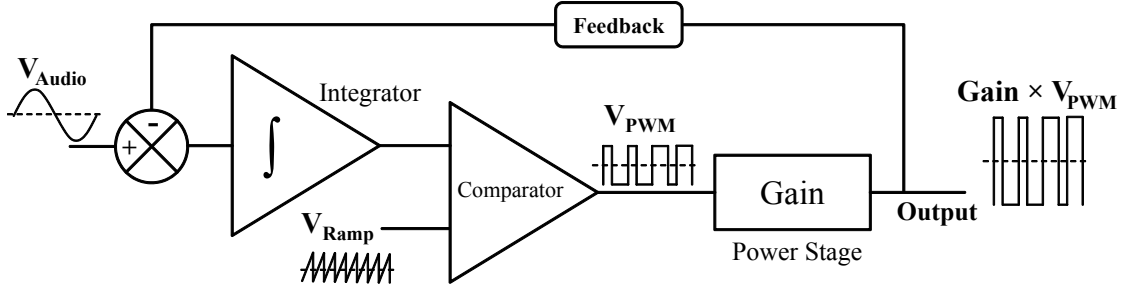 Feedback
V_Audio
-
+
∫
Integrator
V_Ramp
Comparator
V_PWM
Gain
Power Stage
Output
Gain × V_PWM